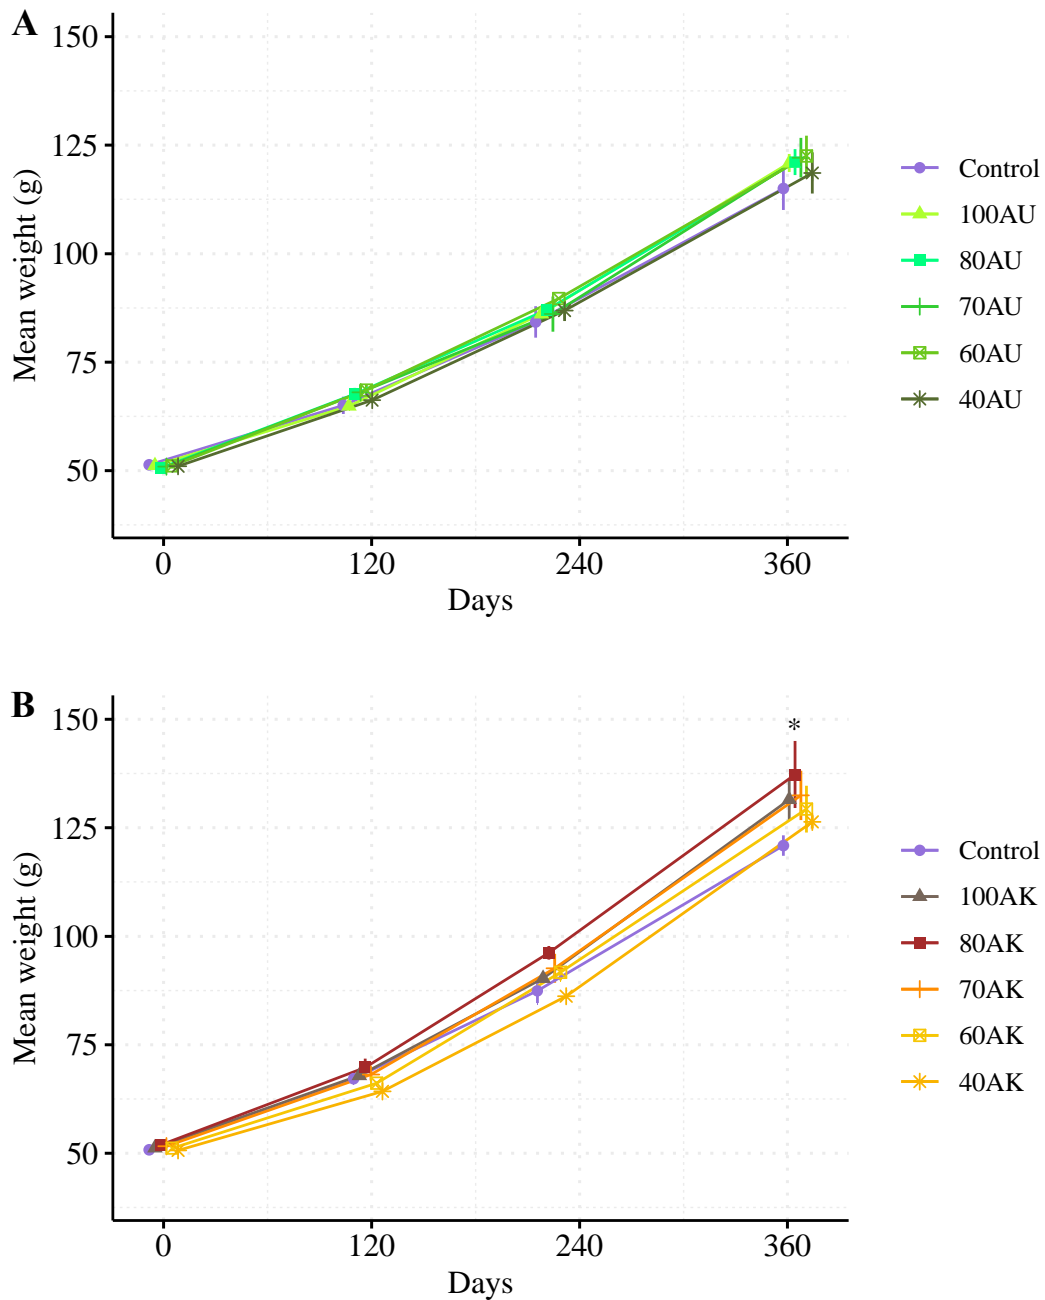 A
150
125
100
75
50
Mean weight (g)
0 120 240 360
Days
Control
100AU
80AU
70AU
60AU
40AU
B
150
125
100
75
50
Mean weight (g)
*
0 120 240 360
Days
Control
100AK
80AK
70AK
60AK
40AK